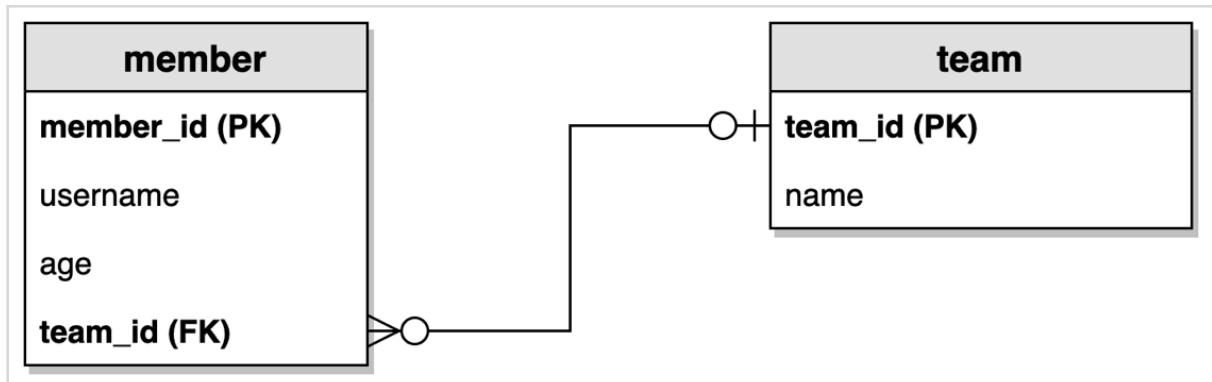 member
member_id (PK)
username
age
team_id (FK)
team
team_id (PK)
name